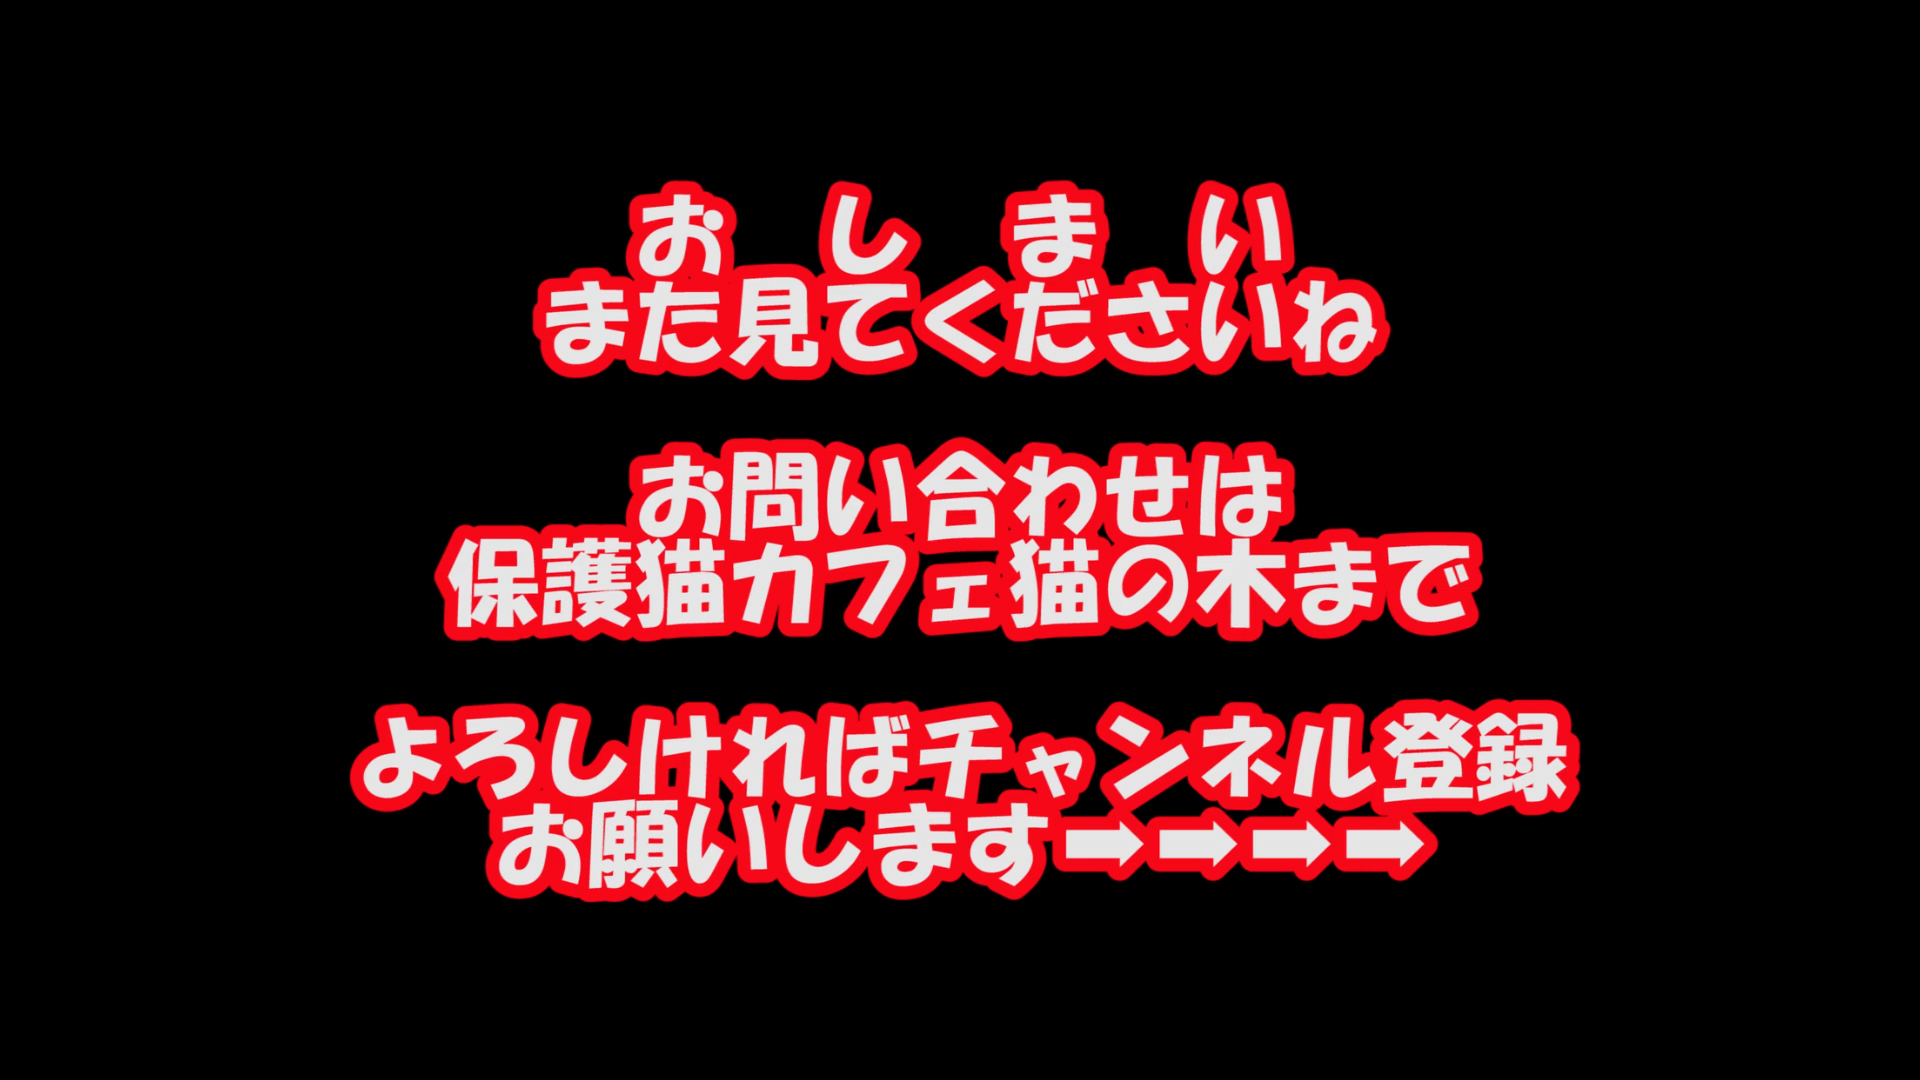 お　し　ま　い
また見てくださいね
お問い合わせは
保護猫カフェ猫の木まで
よろしければチャンネル登録
お願いします➡➡➡➡